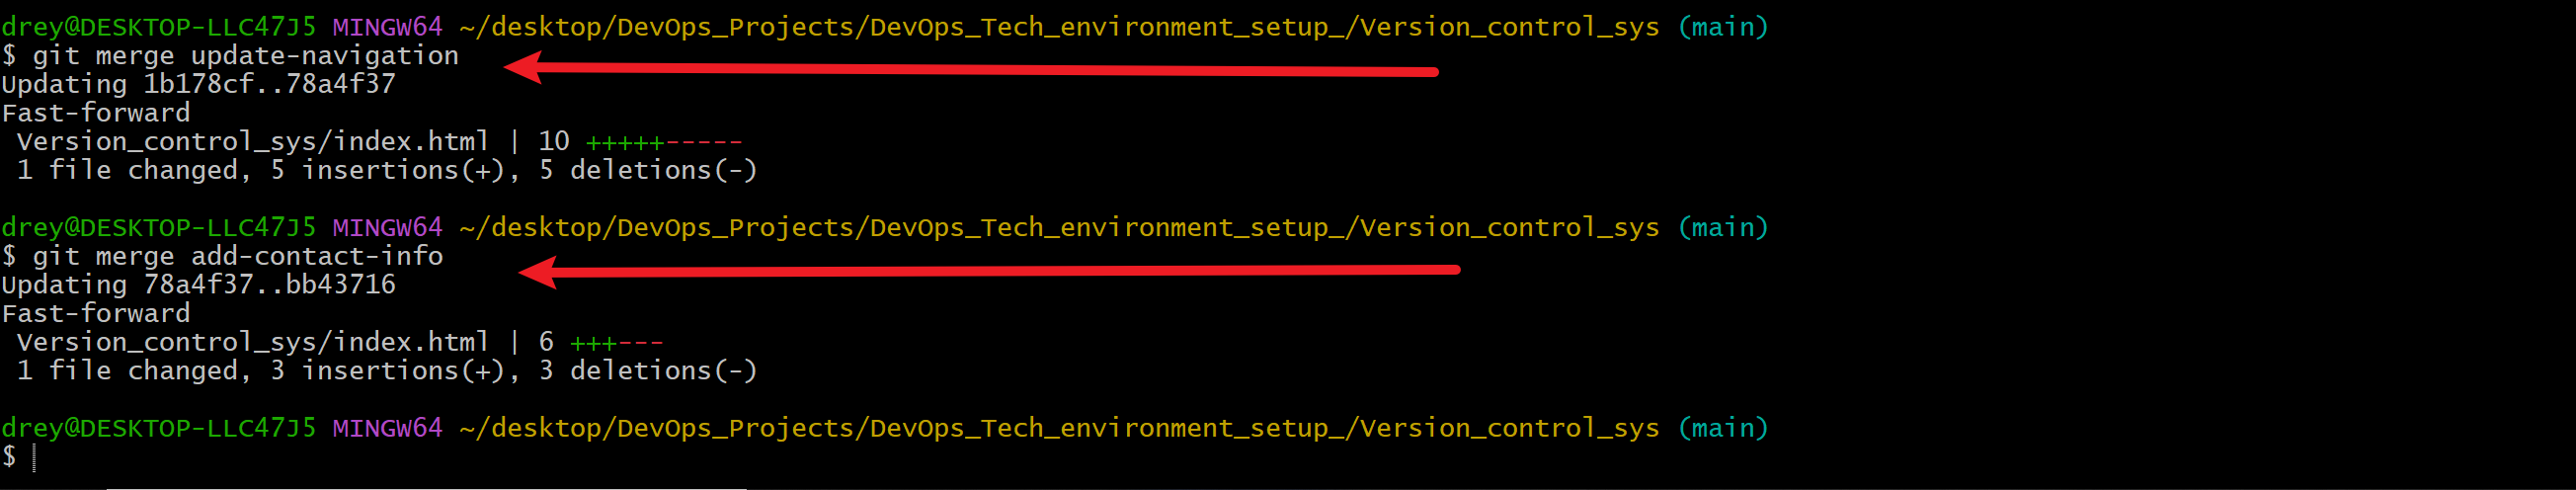 drey@DESKTOP-LLC47J5 MINGW64 ~/desktop/DevOps_Projects/DevOps_Tech_environment_setup_/Version_control_sys (main)
$ git merge update-navigation
Updating 1b178cf..78a4f37
Fast-forward
 Version_control_sys/index.html | 10 +++++-----
 1 file changed, 5 insertions(+), 5 deletions(-)

drey@DESKTOP-LLC47J5 MINGW64 ~/desktop/DevOps_Projects/DevOps_Tech_environment_setup_/Version_control_sys (main)
$ git merge add-contact-info
Updating 78a4f37..bb43716
Fast-forward
 Version_control_sys/index.html | 6 +++---
 1 file changed, 3 insertions(+), 3 deletions(-)

drey@DESKTOP-LLC47J5 MINGW64 ~/desktop/DevOps_Projects/DevOps_Tech_environment_setup_/Version_control_sys (main)
$